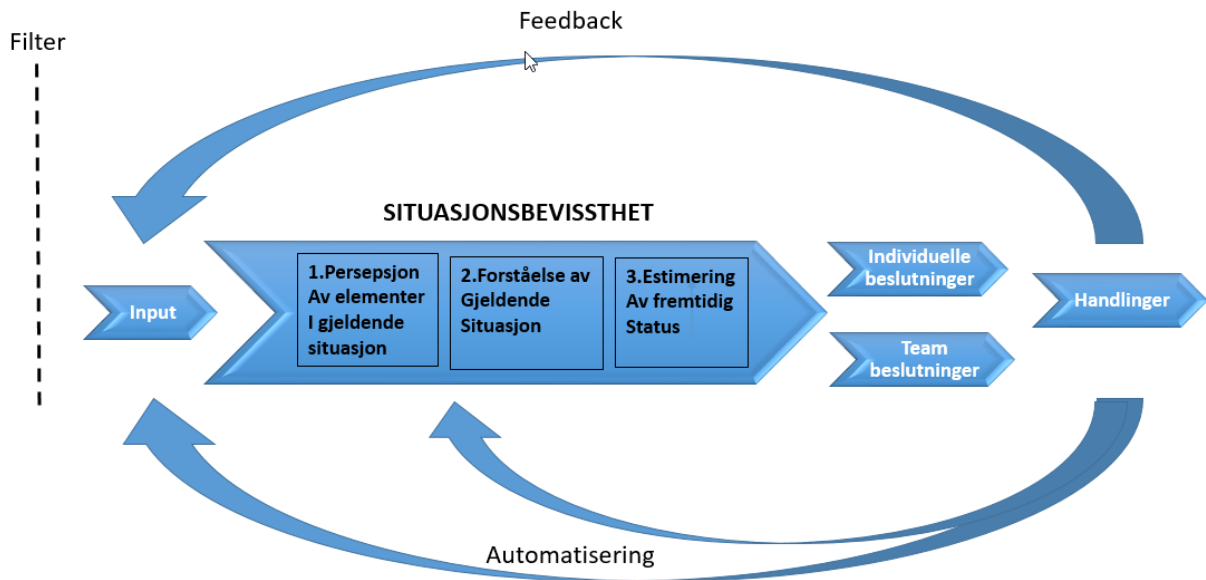 Feedback
Filter
SITUASJONSBEVISSTHET
Input
1.Persepsjon
Av elementer
I gjeldende
situasjon
2.Forståelse av
Gjeldende
Situasjon
3.Estimering
Av fremtidig
Status
Individuelle
beslutninger
Team
beslutninger
Handlinger
Automatisering